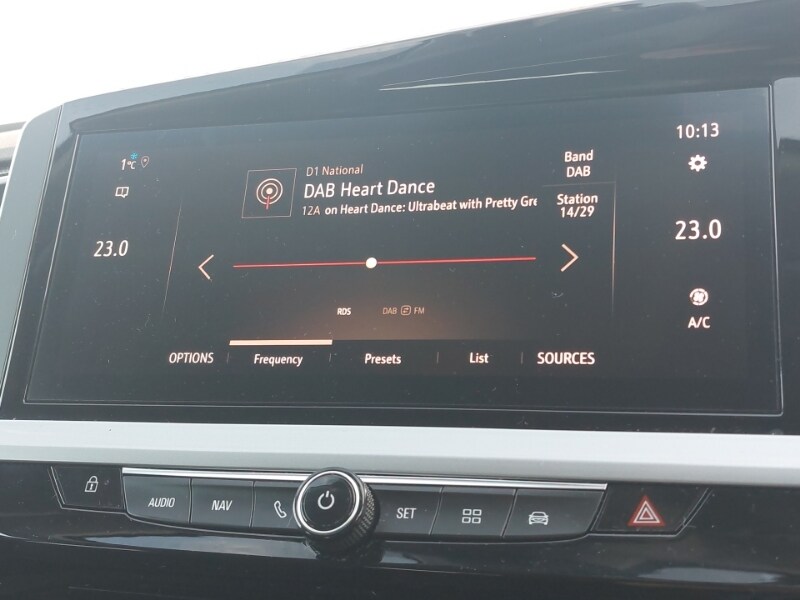 1°C
10:13
D1 National
DAB Heart Dance
12A on Heart Dance: Ultrabeat with Pretty Gre
Band
DAB
Station
14/29
23.0
23.0
RDS
DAB FM
A/C
OPTIONS Frequency Presets List SOURCES
AUDIO NAV SET